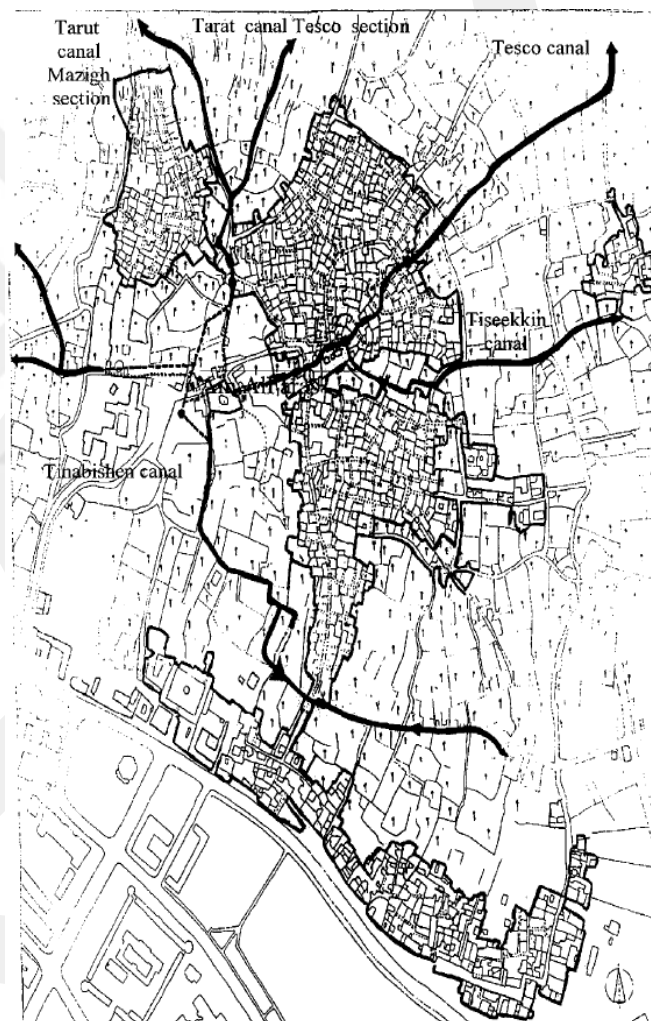 Tarut
canal
Mazigh
section
Tarat canal Tesco section
Tesco canal
Tiseekkin
canal
Tinabishen canal